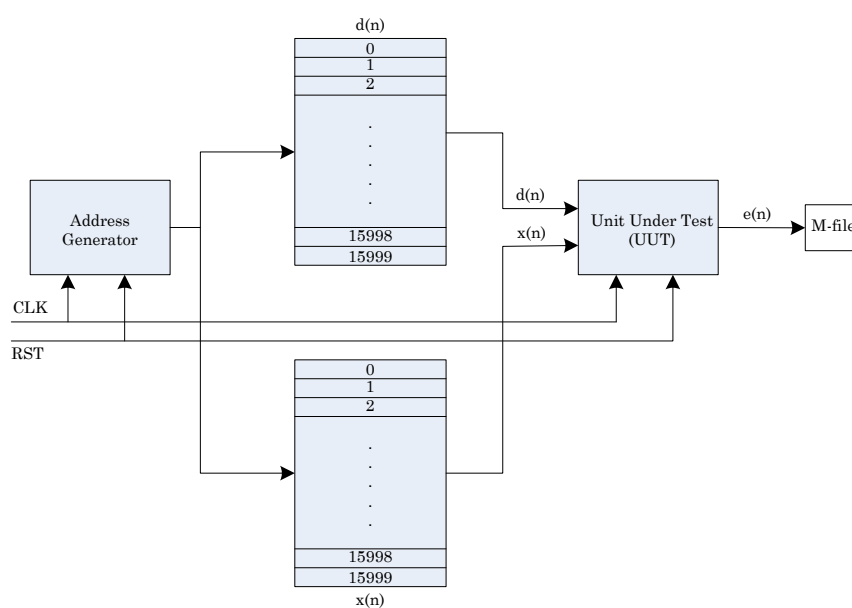 d(n)
0
1
2
.
.
.
.
.
15998
15999
Address
Generator
d(n)
x(n)
Unit Under Test
(UUT)
e(n)
M-file
CLK
RST
0
1
2
.
.
.
.
.
15998
15999
x(n)